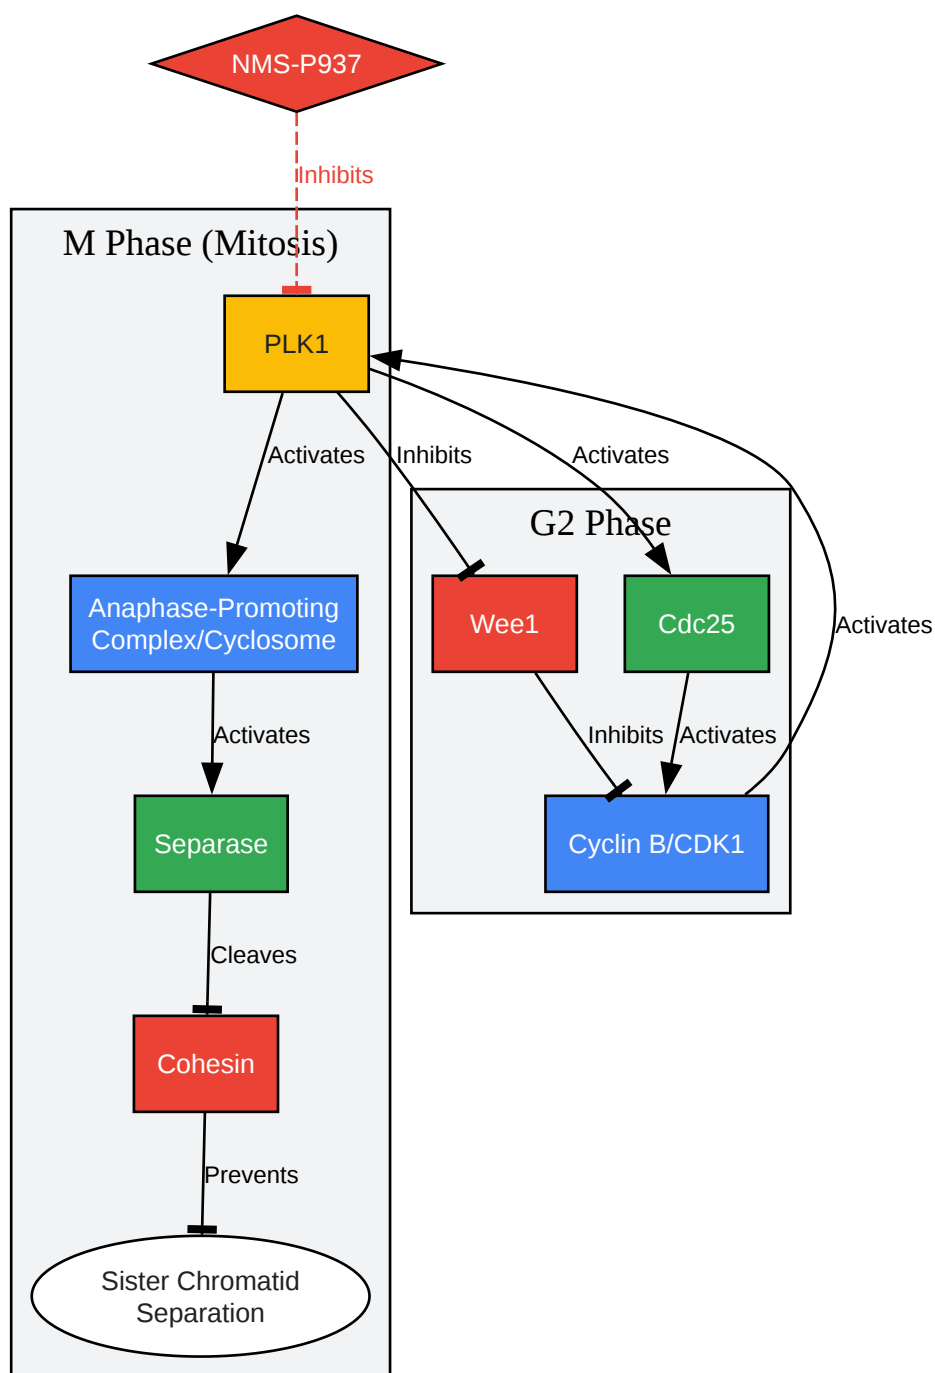 NMS-P937
Inhibits
M Phase (Mitosis)
PLK1
Activates
Inhibits
Activates
G2 Phase
Anaphase-Promoting
Complex/Cyclosome
Wee1
Cdc25
Activates
Activates
Inhibits
Activates
Separase
Cyclin B/CDK1
Cleaves
Cohesin
Prevents
Sister Chromatid
Separation